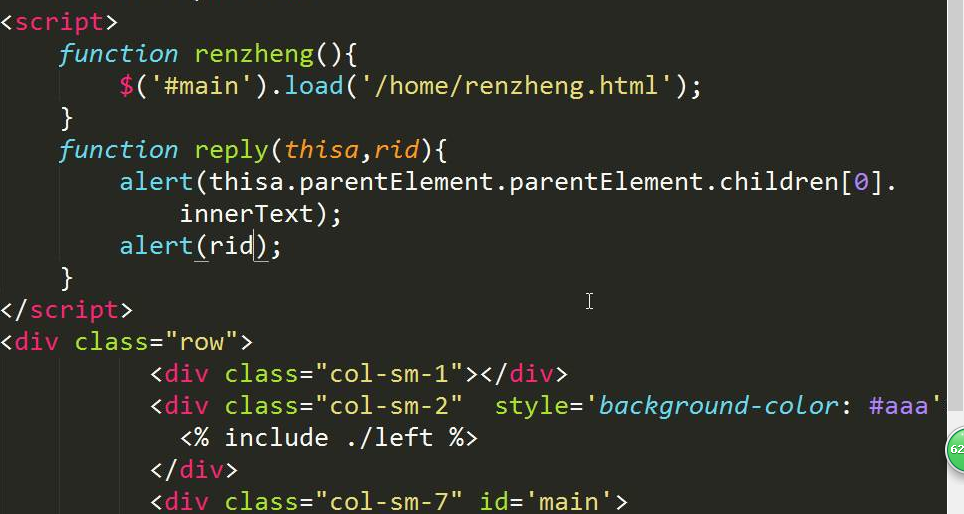 <script>
function renzheng(){
$('#main').load('/home/renzheng.html');
}
function reply(thisa,rid){
alert(thisa.parentElement.parentElement.children[0].
innerText);
alert(rid);
}
</script>
<div class="row">
<div class="col-sm-1"></div>
<div class="col-sm-2"  style='background-color: #aaa'
<% include ./left %>
</div>
<div class="col-sm-7" id='main'>
62